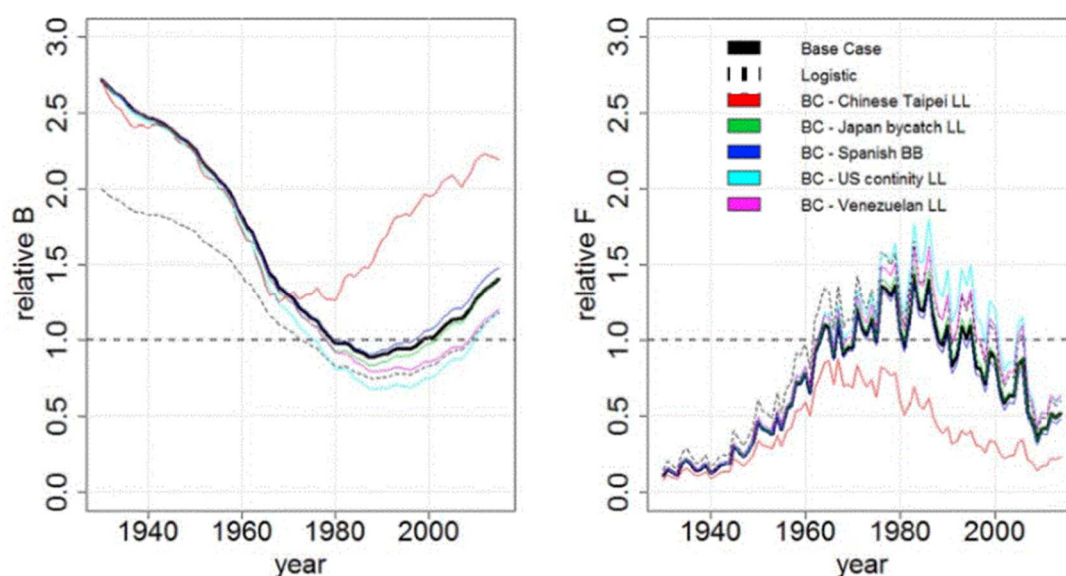 relative B
3.0
2.5
2.0
1.5
1.0
0.5
0.0
1940 1960 1980 2000
year
relative F
3.0
2.5
2.0
1.5
1.0
0.5
0.0
Base Case
Logistic
BC - Chinese Taipei LL
BC - Japan bycatch LL
BC - Spanish BB
BC - US continity LL
BC - Venezuelan LL
1940 1960 1980 2000
year